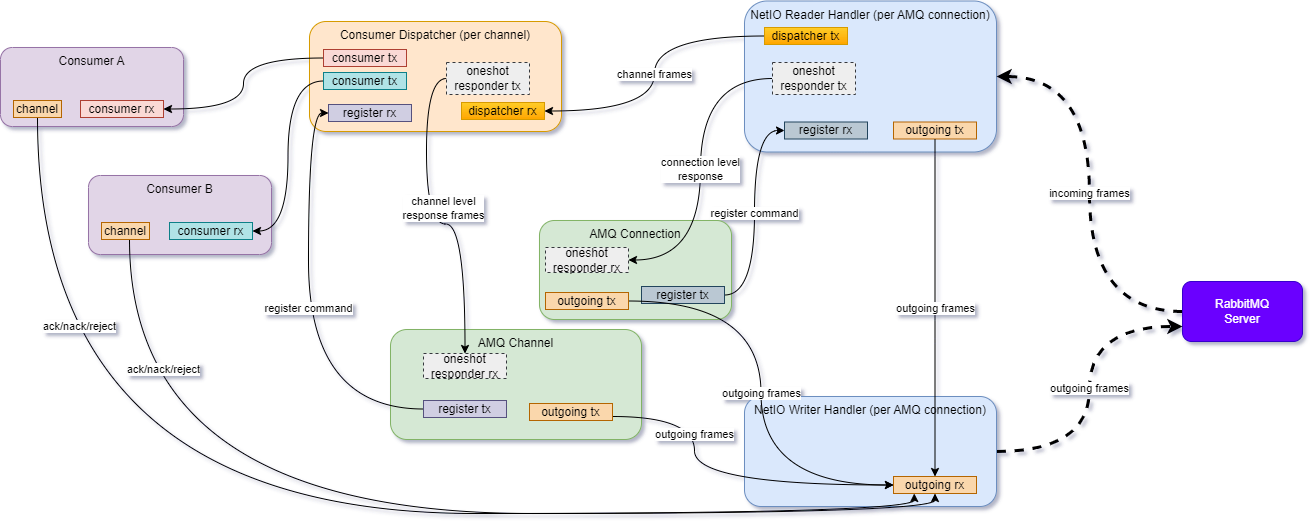 NetIO Reader Handler (per AMQ connection)
dispatcher tx
oneshot
responder tx
register rx
outgoing tx
Consumer Dispatcher (per channel)
consumer tx
consumer tx
oneshot
responder tx
register rx
dispatcher rx
channel frames
Consumer A
channel
consumer rx
Consumer B
channel
consumer rx
connection level
response
channel level
response frames
register command
incoming frames
AMQ Connection
oneshot
responder rx
outgoing tx
register tx
register command
outgoing frames
RabbitMQ
Server
ack/nack/reject
ack/nack/reject
AMQ Channel
oneshot
responder rx
register tx
outgoing tx
outgoing frames
outgoing frames
outgoing frames
NetIO Writer Handler (per AMQ connection)
outgoing rx